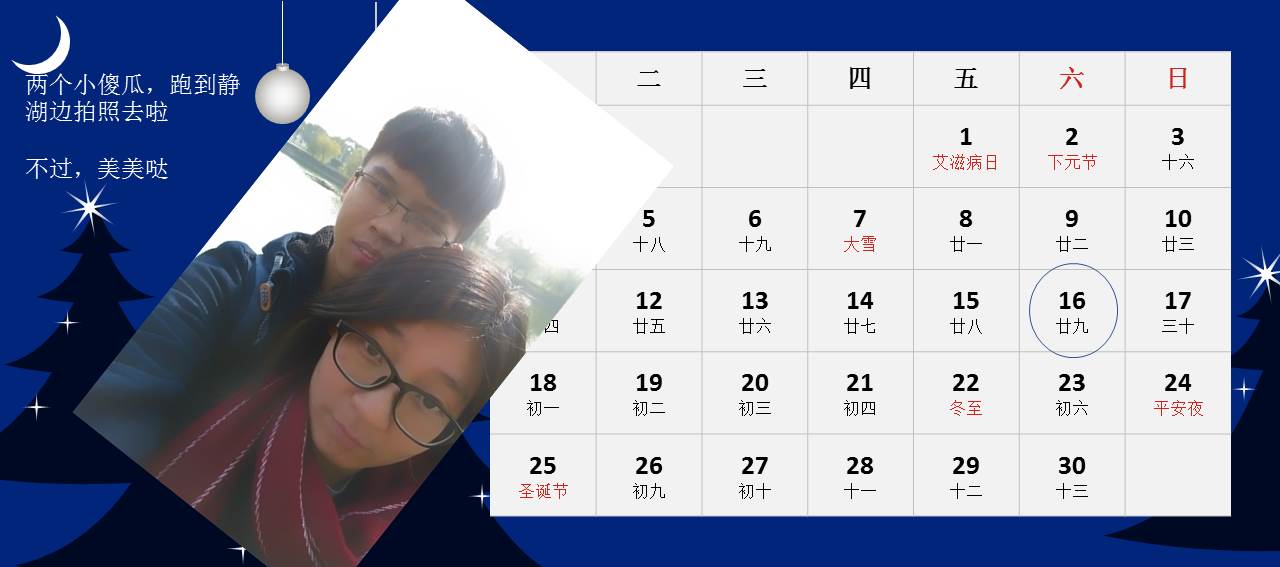 两个小傻瓜，跑到静
湖边拍照去啦
不过，美美哒
二 三 四 五 六 日
1 2 3
艾滋病日 下元节 十六
5 6 7 8 9 10
十八 十九 大雪 廿一 廿二 廿三
12 13 14 15 16 17
四 廿五 廿六 廿七 廿八 廿九 三十
18 19 20 21 22 23 24
初一 初二 初三 初四 冬至 初六 平安夜
25 26 27 28 29 30
圣诞节 初九 初十 十一 十二 十三